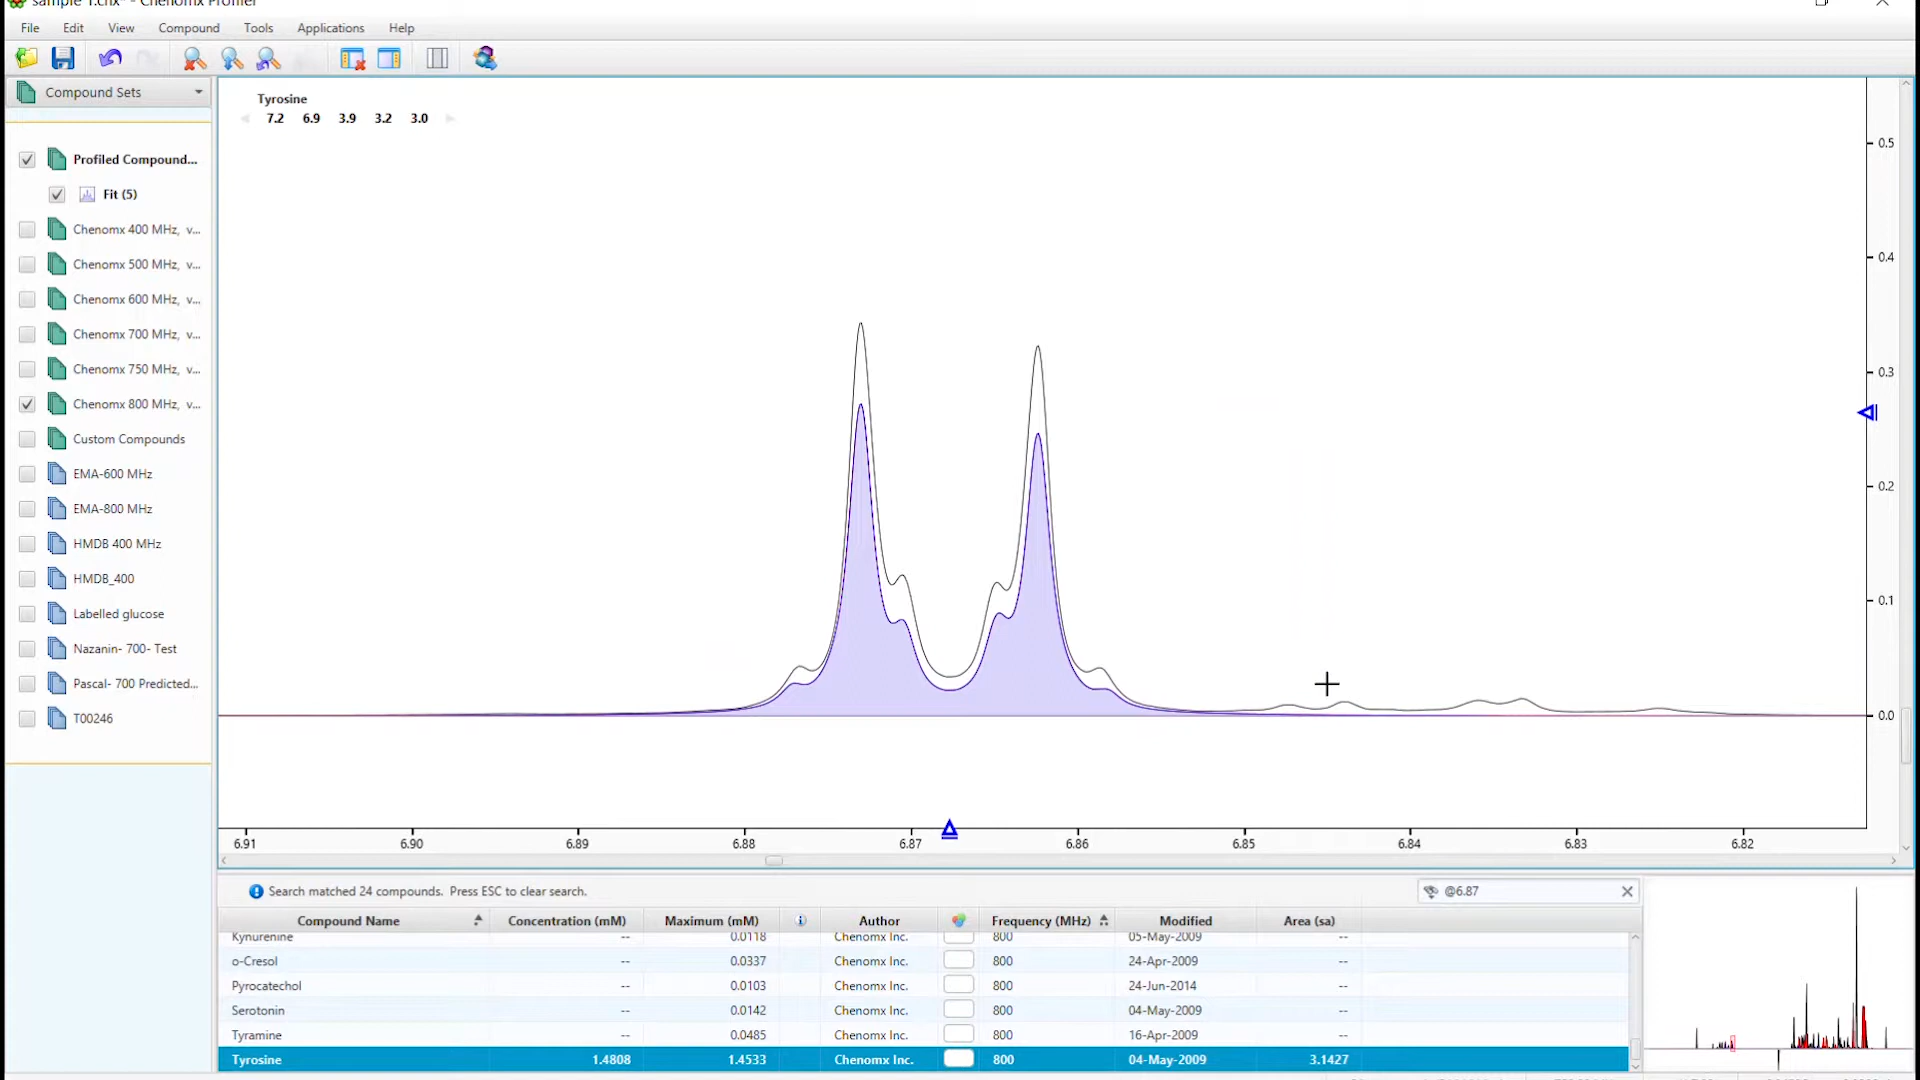 sample 1.cnx* - Chenomx Profiler
File Edit View Compound Tools Applications Help
Compound Sets
Profiled Compound...
Fit (5)
Chenomx 400 MHz, v...
Chenomx 500 MHz, v...
Chenomx 600 MHz, v...
Chenomx 700 MHz, v...
Chenomx 750 MHz, v...
Chenomx 800 MHz, v...
Custom Compounds
EMA-600 MHz
EMA-800 MHz
HMDB 400 MHz
HMDB_400
Labelled glucose
Nazanin- 700- Test
Pascal- 700 Predicted...
T00246
Tyrosine
7.2 6.9 3.9 3.2 3.0
0.5
0.4
0.3
0.2
0.1
0.0
6.91 6.90 6.89 6.88 6.87 6.86 6.85 6.84 6.83 6.82
Search matched 24 compounds. Press ESC to clear search.
@6.87
Compound Name Concentration (mM) Maximum (mM) Author Frequency (MHz) Modified Area (sa)
Kynurenine -- 0.0118 Chenomx Inc. 800 05-May-2009 --
o-Cresol -- 0.0337 Chenomx Inc. 800 24-Apr-2009 --
Pyrocatechol -- 0.0103 Chenomx Inc. 800 24-Jun-2014 --
Serotonin -- 0.0142 Chenomx Inc. 800 04-May-2009 --
Tyramine -- 0.0485 Chenomx Inc. 800 16-Apr-2009 --
Tyrosine 1.4808 1.4533 Chenomx Inc. 800 04-May-2009 3.1427